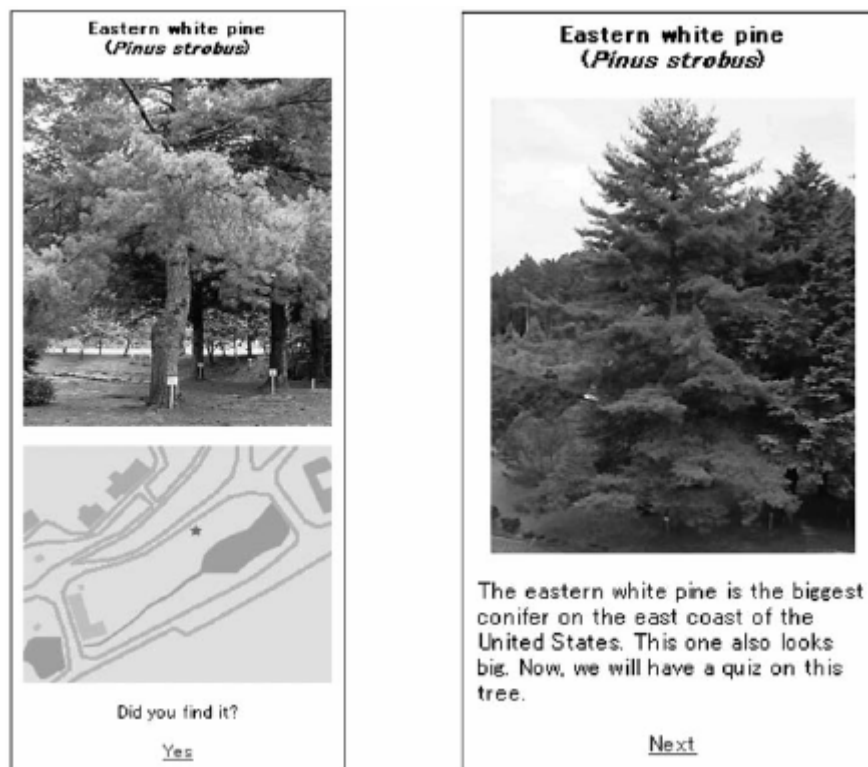 Eastern white pine
(Pinus strobus)
Did you find it?
Yes
Eastern white pine
(Pinus strobus)
The eastern white pine is the biggest
conifer on the east coast of the
United States. This one also looks
big. Now, we will have a quiz on this
tree.
Next